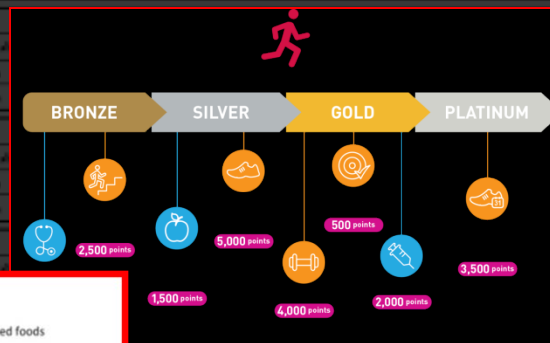 BRONZE
SILVER
GOLD
PLATINUM
2,500 points
5,000 points
500 points
3,500 points
1,500 points
4,000 points
2,000 points
31
ed foods